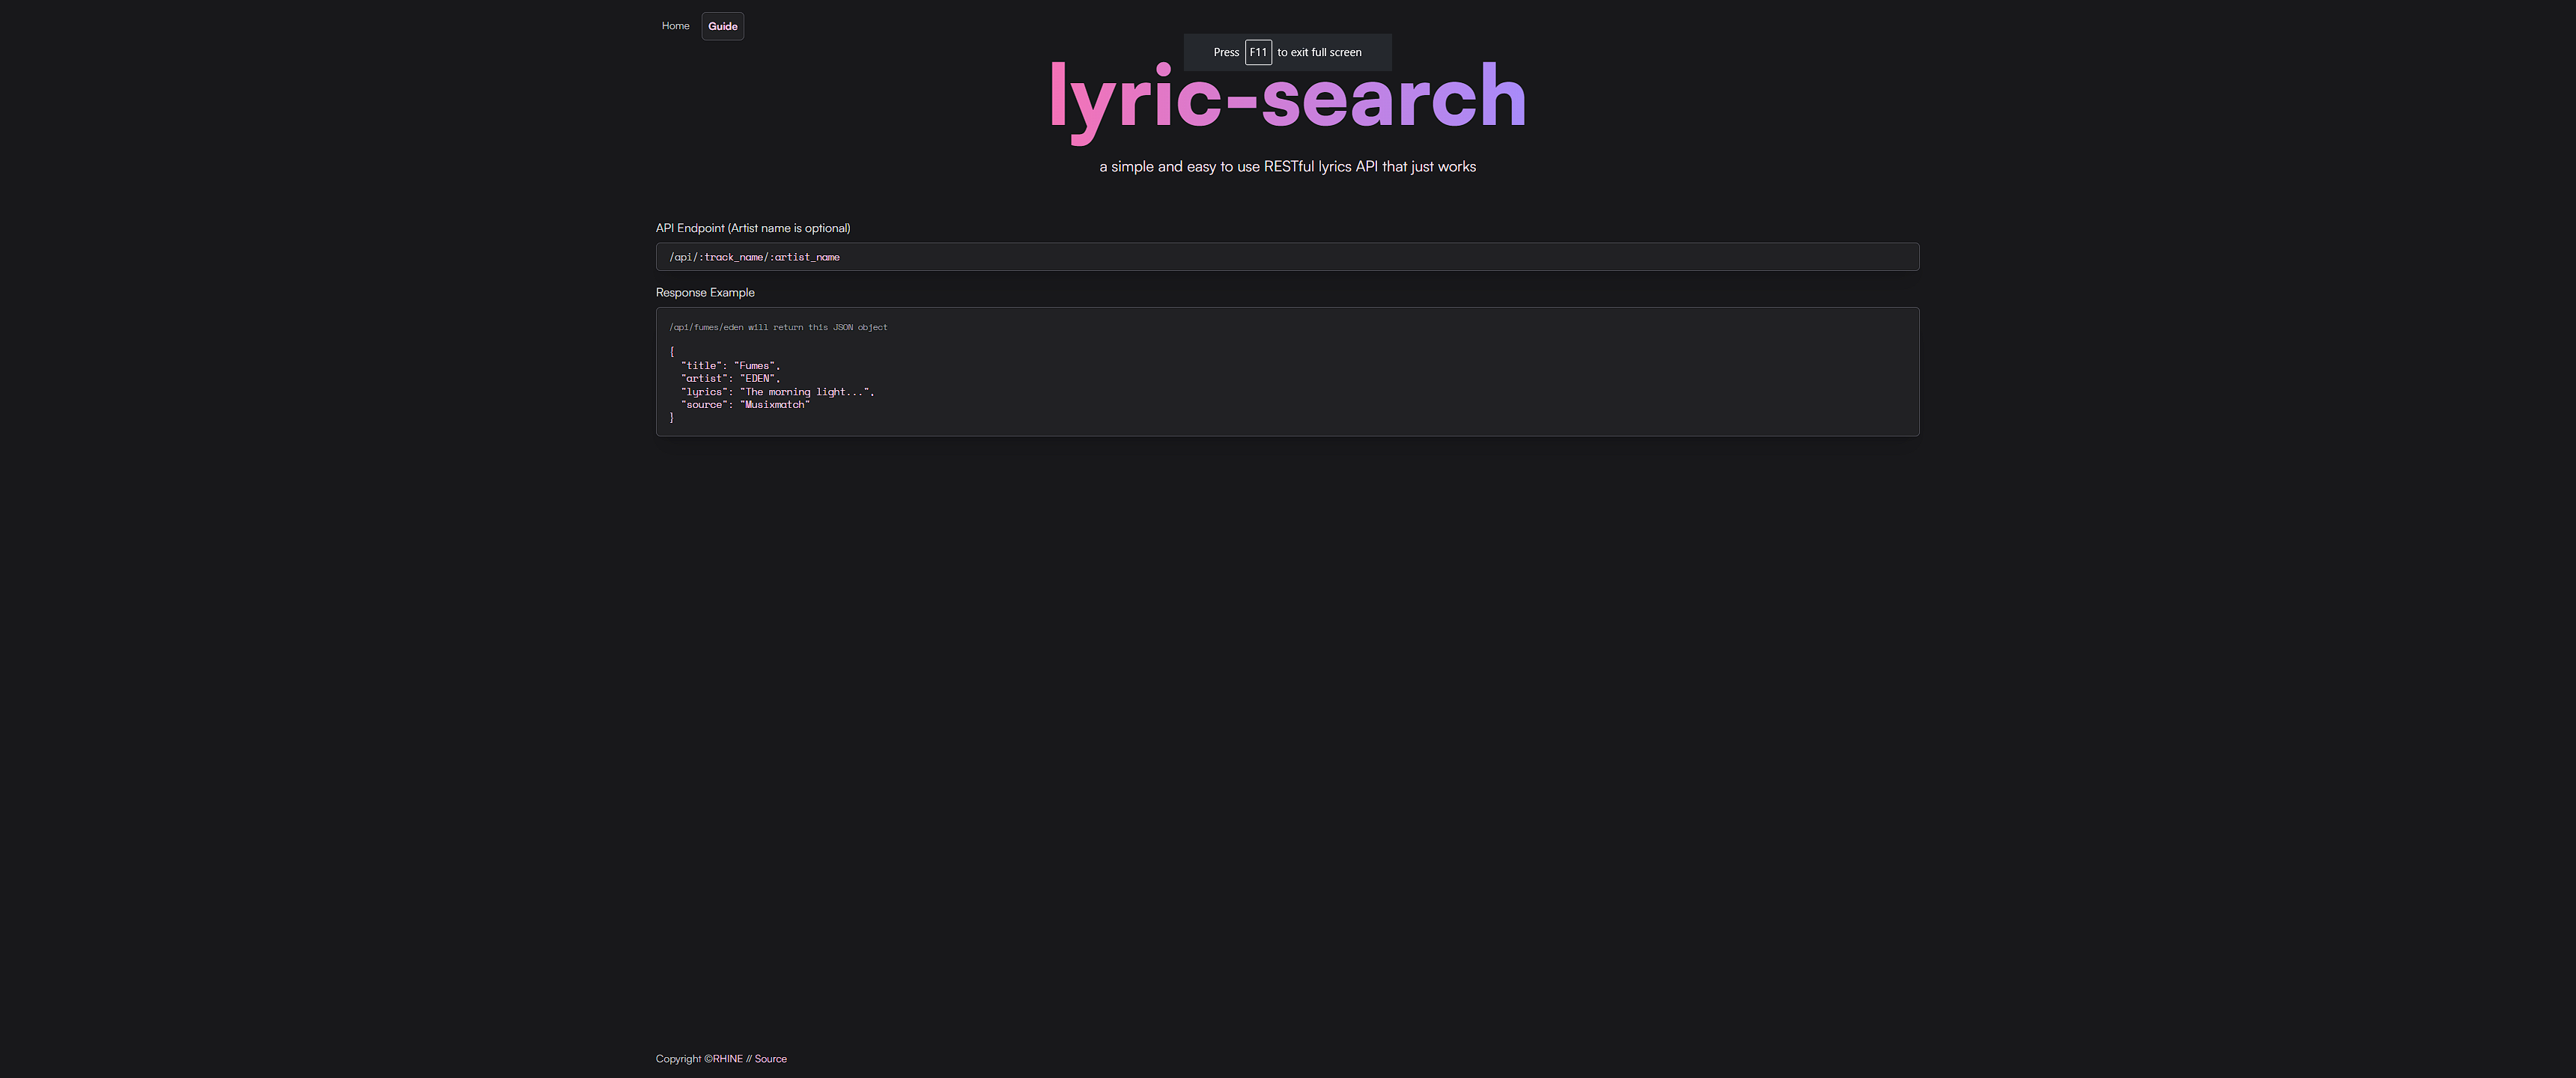 Home Guide
Press F11 to exit full screen
lyric-search
a simple and easy to use RESTful lyrics API that just works
API Endpoint (Artist name is optional)
/api/:track_name/:artist_name
Response Example
/api/fumes/eden will return this JSON object
{
"title": "Fumes",
"artist": "EDEN",
"lyrics": "The morning light...",
"source": "Musixmatch"
}
Copyright ©RHINE // Source